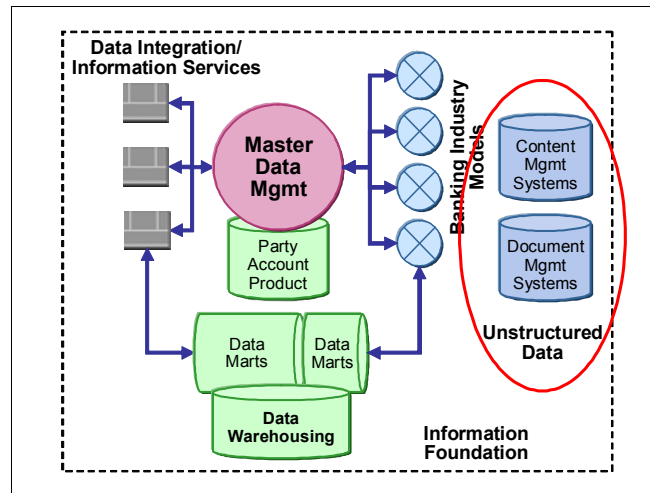 Data Integration/
Information Services
Master
Data
Mgmt
Party
Account
Product
Banking Industry
Models
Content
Mgmt
Systems
Document
Mgmt
Systems
Unstructured
Data
Data
Marts
Data
Marts
Data
Warehousing
Information
Foundation